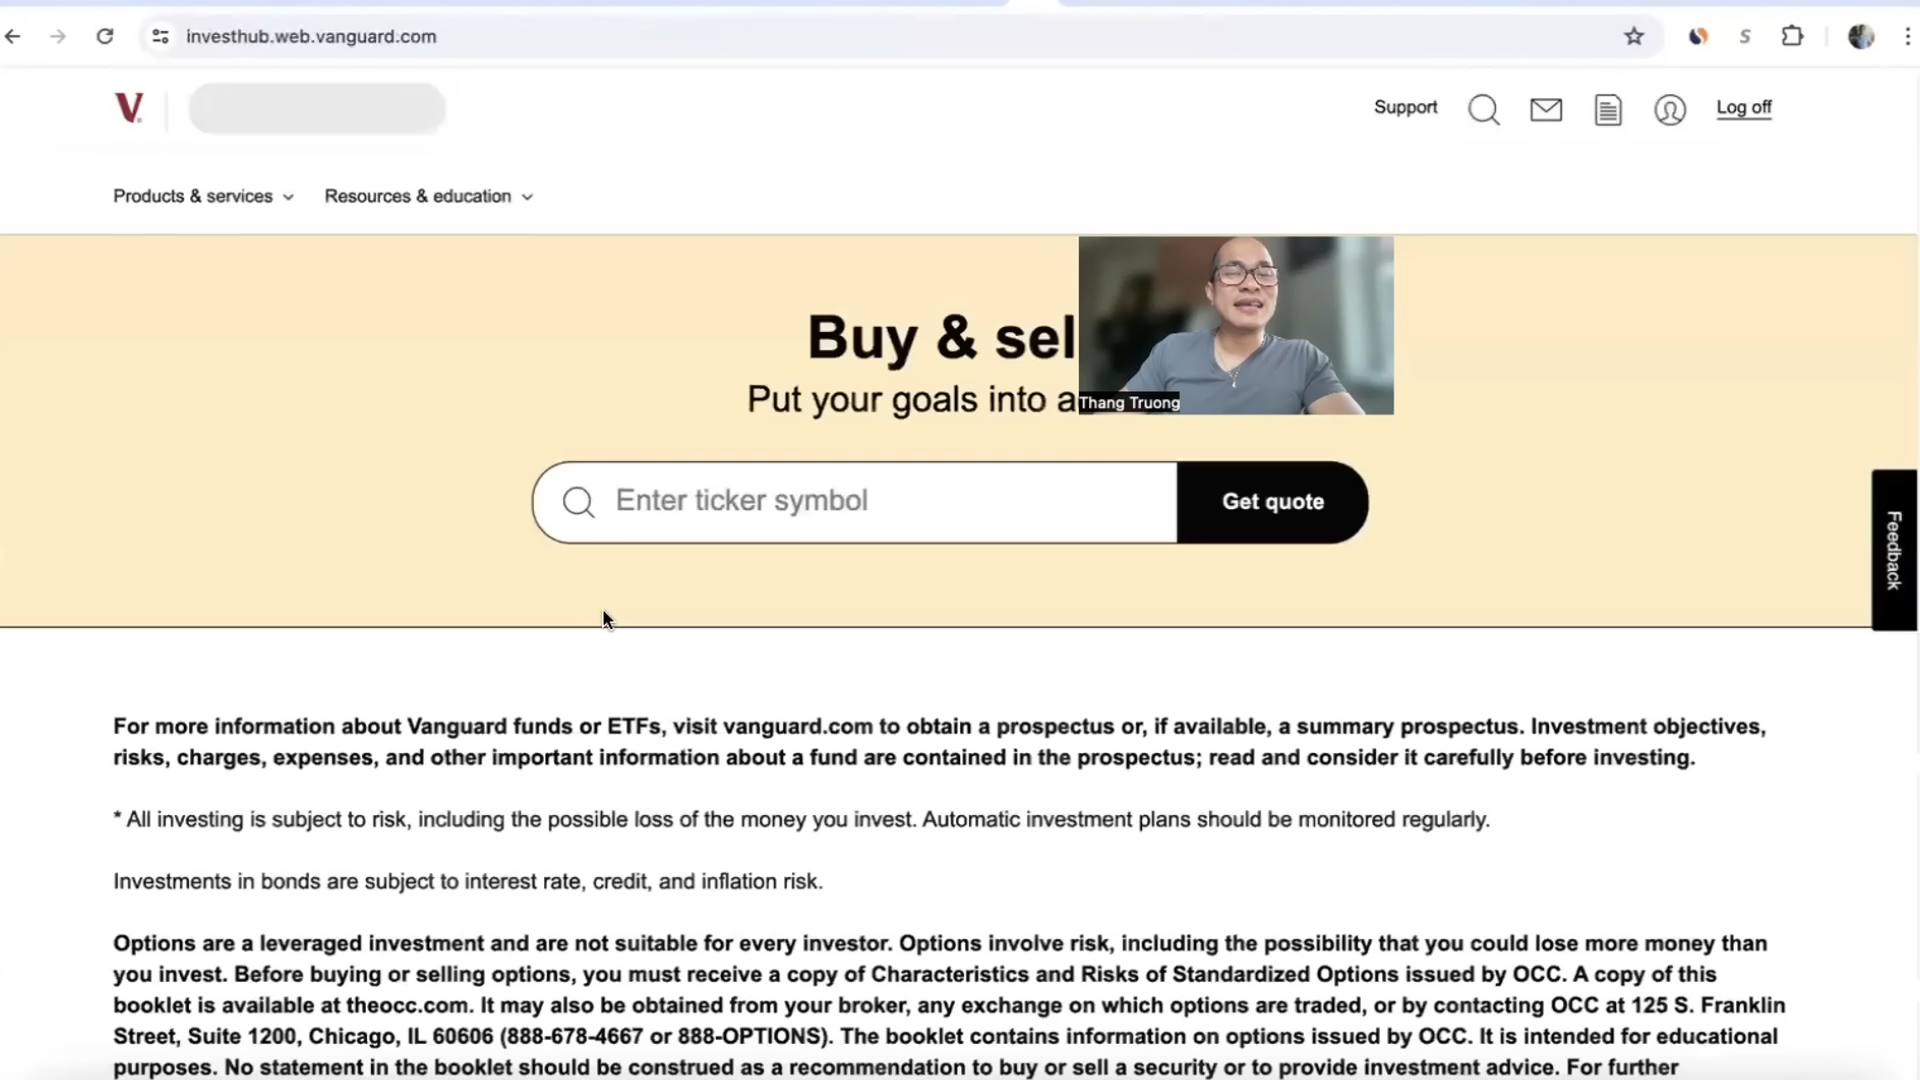 investhub.web.vanguard.com
S
V
Support
Log off
Products & services
Resources & education
Buy & sel
Put your goals into a
Thang Truong
Enter ticker symbol
Get quote
Feedback
For more information about Vanguard funds or ETFs, visit vanguard.com to obtain a prospectus or, if available, a summary prospectus. Investment objectives,
risks, charges, expenses, and other important information about a fund are contained in the prospectus; read and consider it carefully before investing.
* All investing is subject to risk, including the possible loss of the money you invest. Automatic investment plans should be monitored regularly.
Investments in bonds are subject to interest rate, credit, and inflation risk.
Options are a leveraged investment and are not suitable for every investor. Options involve risk, including the possibility that you could lose more money than
you invest. Before buying or selling options, you must receive a copy of Characteristics and Risks of Standardized Options issued by OCC. A copy of this
booklet is available at theocc.com. It may also be obtained from your broker, any exchange on which options are traded, or by contacting OCC at 125 S. Franklin
Street, Suite 1200, Chicago, IL 60606 (888-678-4667 or 888-OPTIONS). The booklet contains information on options issued by OCC. It is intended for educational
purposes. No statement in the booklet should be construed as a recommendation to buy or sell a security or to provide investment advice. For further